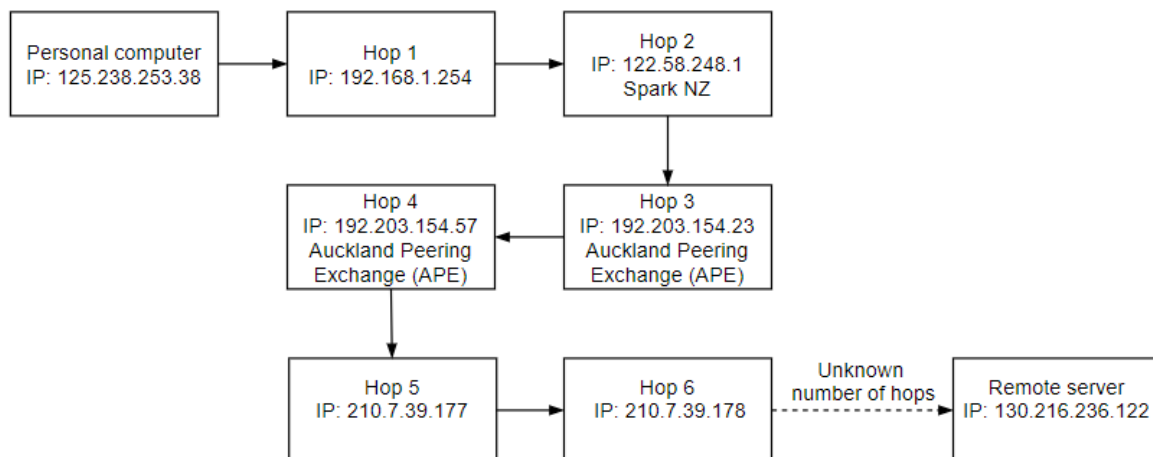 Personal computer
IP: 125.238.253.38
Hop 1
IP: 192.168.1.254
Hop 2
IP: 122.58.248.1
Spark NZ
Hop 3
IP: 192.203.154.23
Auckland Peering
Exchange (APE)
Hop 4
IP: 192.203.154.57
Auckland Peering
Exchange (APE)
Hop 5
IP: 210.7.39.177
Hop 6
IP: 210.7.39.178
Unknown
number of hops
Remote server
IP: 130.216.236.122